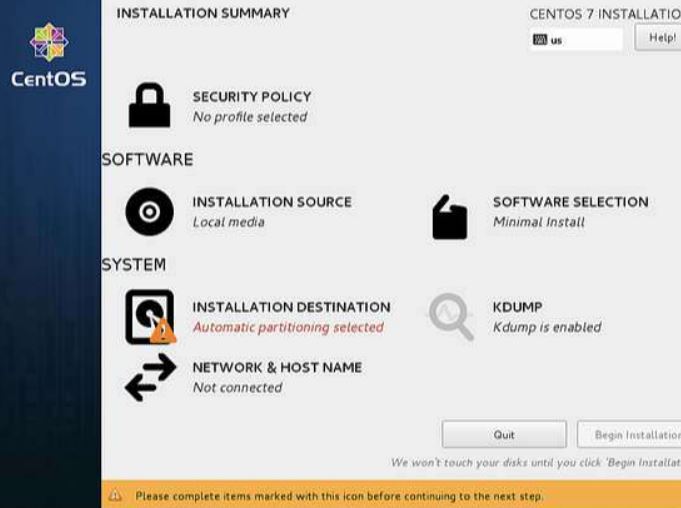 INSTALLATION SUMMARY
CENTOS 7 INSTALLATIO
us
Help!
CentOS
SECURITY POLICY
No profile selected
SOFTWARE
INSTALLATION SOURCE
Local media
SOFTWARE SELECTION
Minimal Install
SYSTEM
INSTALLATION DESTINATION
Automatic partitioning selected
KDUMP
Kdump is enabled
NETWORK & HOST NAME
Not connected
Quit
Begin Installation
We won't touch your disks until you click 'Begin Installat
Please complete items marked with this icon before continuing to the next step.